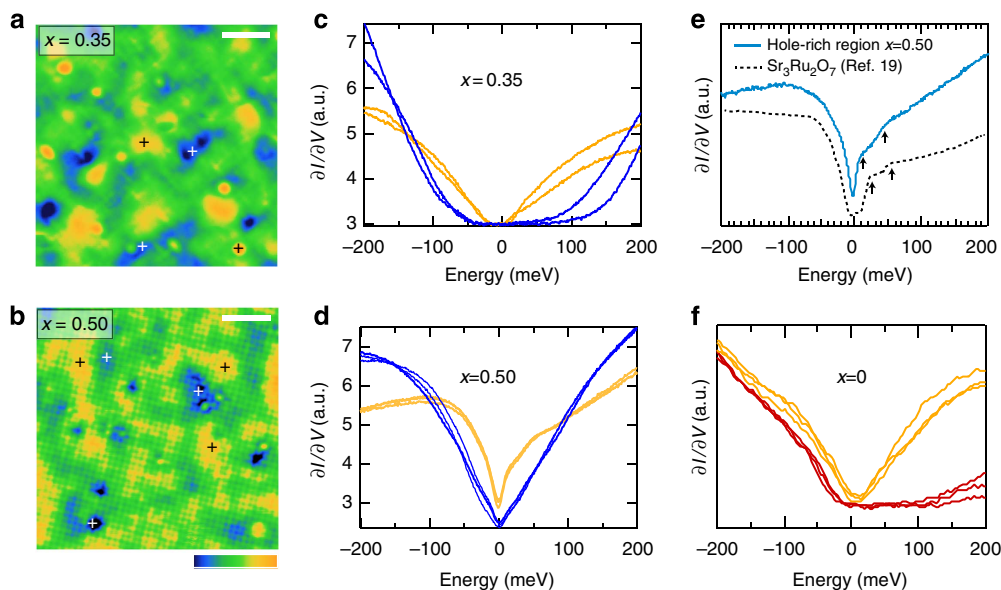 a
x = 0.35
b
x = 0.50
c
7
6
5
4
3
∂I/∂V (a.u.)
x = 0.35
−200
−100
0
100
200
Energy (meV)
d
7
6
5
4
3
∂I/∂V (a.u.)
x=0.50
−200
−100
0
100
200
Energy (meV)
e
Hole-rich region x=0.50
Sr₃Ru₂O₇ (Ref. 19)
∂I/∂V (a.u.)
−200
−100
0
100
200
Energy (meV)
f
x=0
∂I/∂V (a.u.)
−200
−100
0
100
200
Energy (meV)